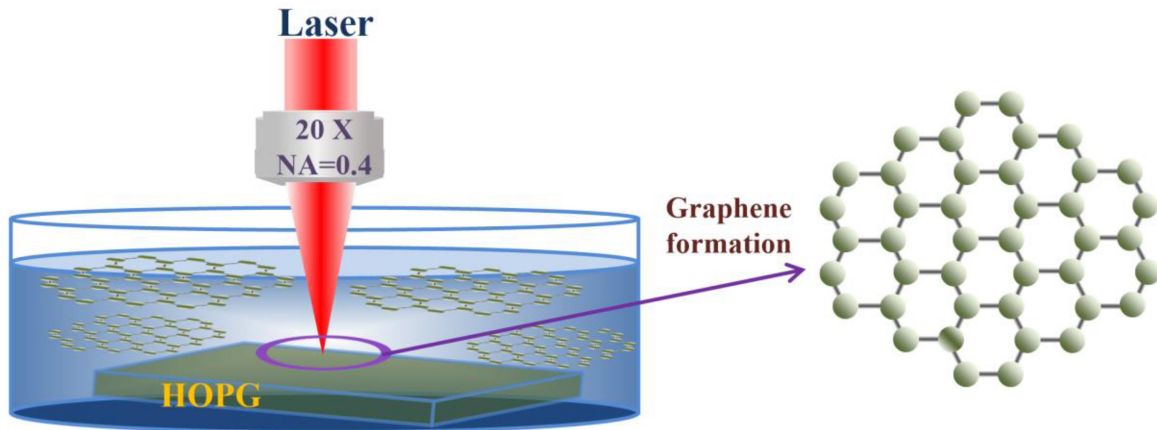 Laser
20 X
NA=0.4
Graphene
formation
HOPG